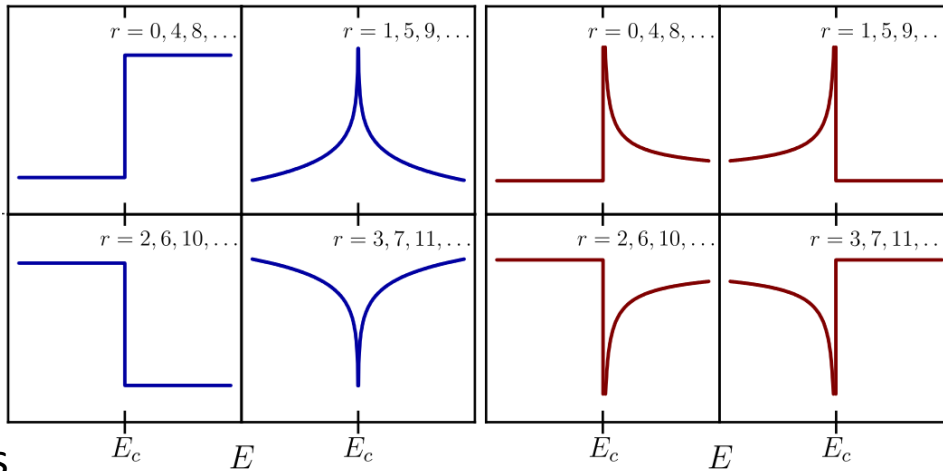 r = 0, 4, 8, ...
r = 1, 5, 9, ...
r = 0, 4, 8, ...
r = 1, 5, 9, ..
r = 2, 6, 10, ...
r = 3, 7, 11, ...
r = 2, 6, 10, ...
r = 3, 7, 11, ..
E_c
E
E_c
E_c
E
E_c
s